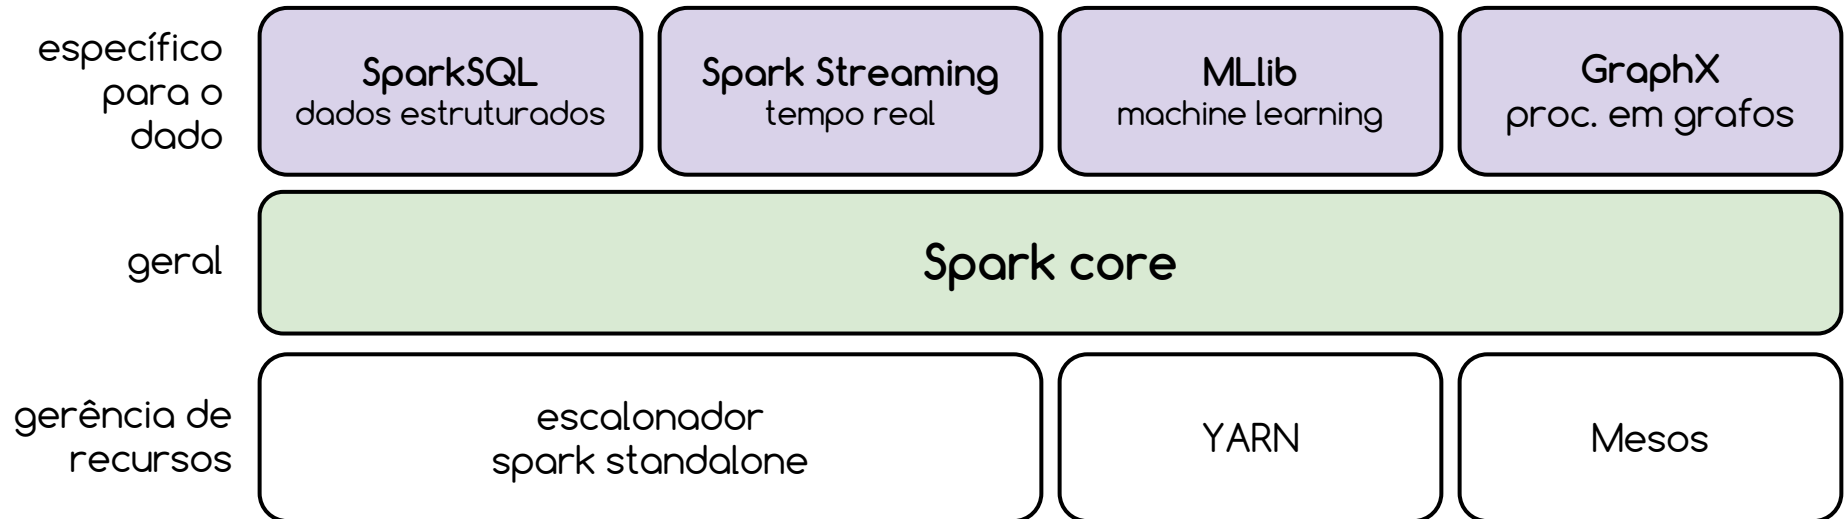 específico
para o
dado
SparkSQL
dados estruturados
Spark Streaming
tempo real
MLlib
machine learning
GraphX
proc. em grafos
geral
Spark core
gerência de
recursos
escalonador
spark standalone
YARN
Mesos